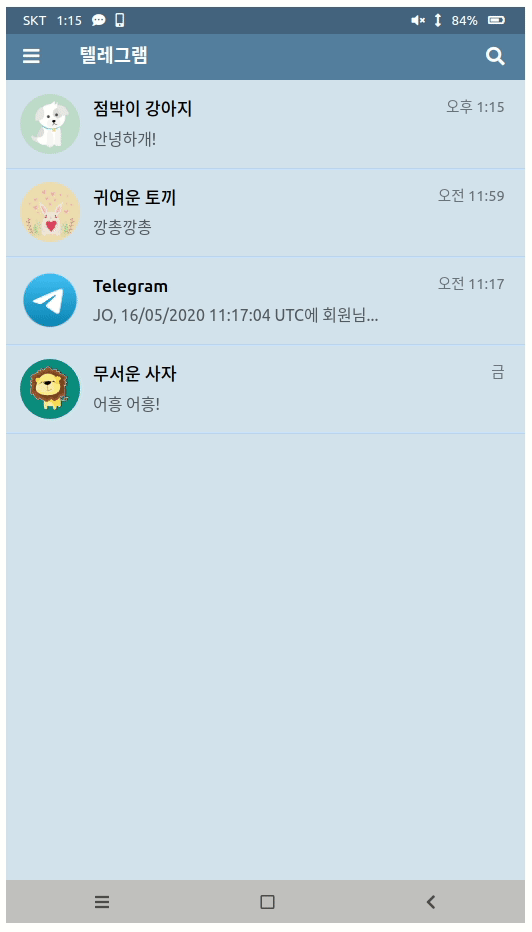 SKT 1:15 84%
텔레그램
점박이 강아지 오후 1:15
안녕하개!
귀여운 토끼 오전 11:59
깡총깡총
Telegram 오전 11:17
JO, 16/05/2020 11:17:04 UTC에 회원님...
무서운 사자 금
어흥 어흥!